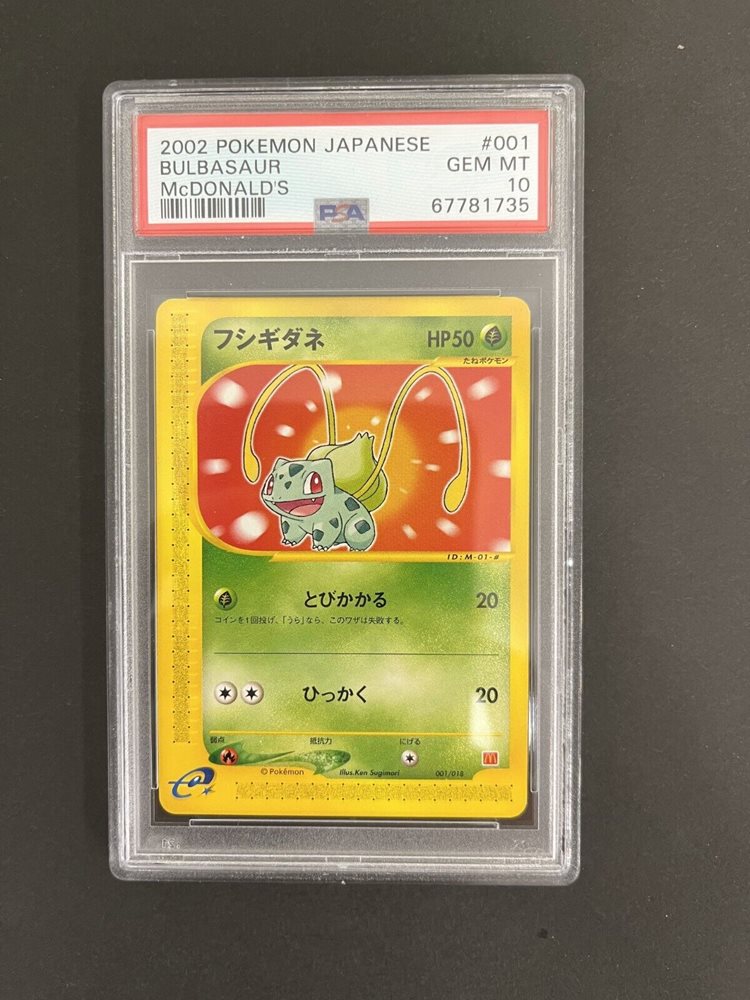 2002 POKEMON JAPANESE #001
BULBASAUR GEM MT
McDONALD'S 10
67781735
PSA
フシギダネ HP50
たねポケモン
ID:M-01-#
とびかかる 20
コインを1回投げ、「うら」なら、このワザは失敗する。
ひっかく 20
弱点 抵抗力 にげる
©Pokémon Illus.Ken Sugimori 001/018
e